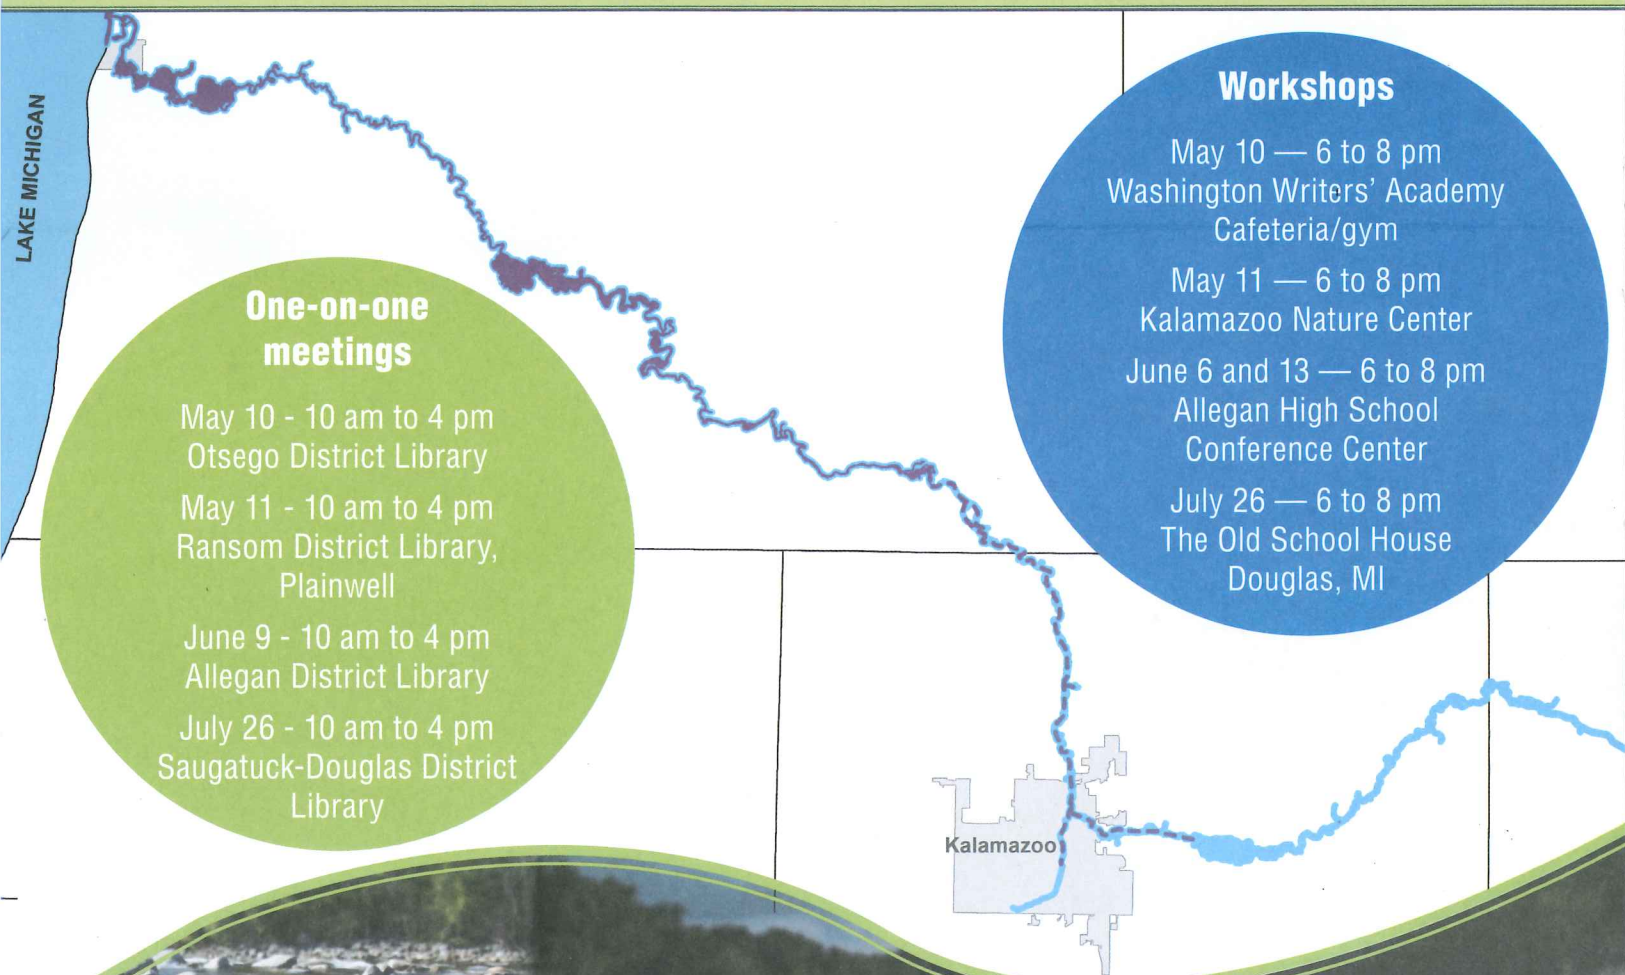 LAKE MICHIGAN
One-on-one
meetings
May 10 - 10 am to 4 pm
Otsego District Library
May 11 - 10 am to 4 pm
Ransom District Library,
Plainwell
June 9 - 10 am to 4 pm
Allegan District Library
July 26 - 10 am to 4 pm
Saugatuck-Douglas District
Library
Workshops
May 10 — 6 to 8 pm
Washington Writers' Academy
Cafeteria/gym
May 11 — 6 to 8 pm
Kalamazoo Nature Center
June 6 and 13 — 6 to 8 pm
Allegan High School
Conference Center
July 26 — 6 to 8 pm
The Old School House
Douglas, MI
Kalamazoo